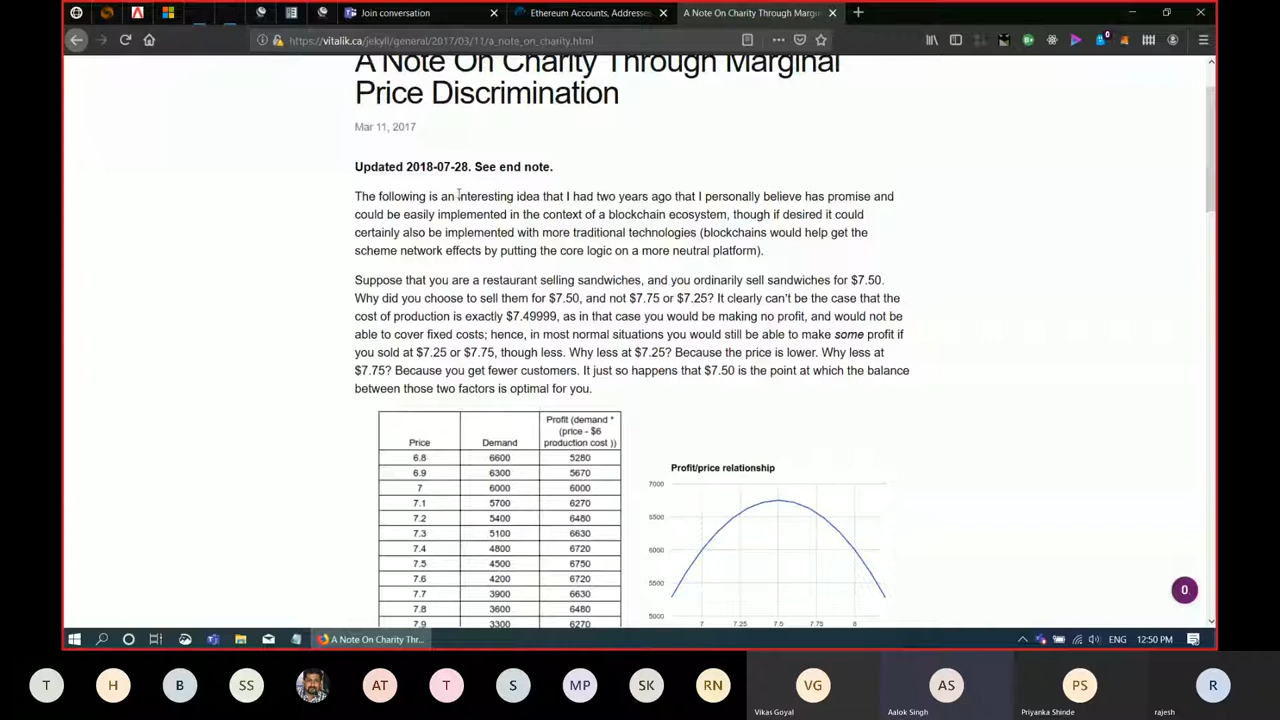 Join conversation
Ethereum Accounts, Addresses
A Note On Charity Through Margi
https://vitalik.ca/jekyll/general/2017/03/11/a_note_on_charity.html
0
A Note On Charity Through Marginal
Price Discrimination
Mar 11, 2017
Updated 2018-07-28. See end note.
The following is an interesting idea that I had two years ago that I personally believe has promise and
could be easily implemented in the context of a blockchain ecosystem, though if desired it could
certainly also be implemented with more traditional technologies (blockchains would help get the
scheme network effects by putting the core logic on a more neutral platform).
Suppose that you are a restaurant selling sandwiches, and you ordinarily sell sandwiches for $7.50.
Why did you choose to sell them for $7.50, and not $7.75 or $7.25? It clearly can't be the case that the
cost of production is exactly $7.49999, as in that case you would be making no profit, and would not be
able to cover fixed costs; hence, in most normal situations you would still be able to make some profit if
you sold at $7.25 or $7.75, though less. Why less at $7.25? Because the price is lower. Why less at
$7.75? Because you get fewer customers. It just so happens that $7.50 is the point at which the balance
between those two factors is optimal for you.
Price Demand Profit (demand *
(price - $6
production cost ))
6.8 6600 5280
6.9 6300 5670
7 6000 6000
7.1 5700 6270
7.2 5400 6480
7.3 5100 6630
7.4 4800 6720
7.5 4500 6750
7.6 4200 6720
7.7 3900 6630
7.8 3600 6480
7.9 3300 6270
Profit/price relationship
7000
6500
6000
5500
5000
7 7.25 7.5 7.75 8
0
A Note On Charity Thr...
ENG 12:50 PM
T H B SS AT T S MP SK RN VG AS PS R
Vikas Goyal Aalok Singh Priyanka Shinde rajesh